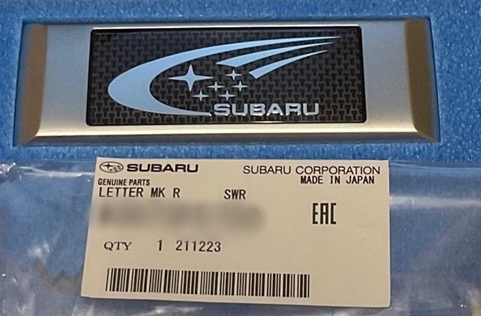 SUBARU
SUBARU SUBARU CORPORATION
GENUINE PARTS MADE IN JAPAN
LETTER MK R SWR
EAC
QTY 1 211223